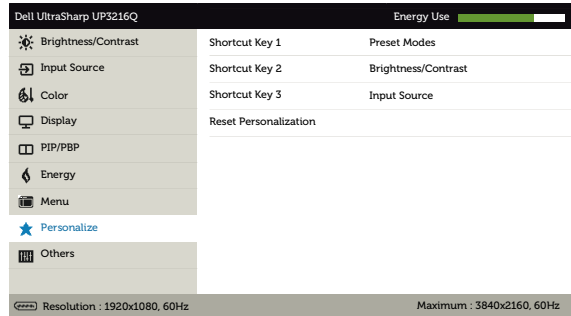 Dell UltraSharp UP3216Q Energy Use
Brightness/Contrast Shortcut Key 1 Preset Modes
Input Source Shortcut Key 2 Brightness/Contrast
Color Shortcut Key 3 Input Source
Display Reset Personalization
PIP/PBP
Energy
Menu
Personalize
Others
Resolution : 1920x1080, 60Hz Maximum : 3840x2160, 60Hz